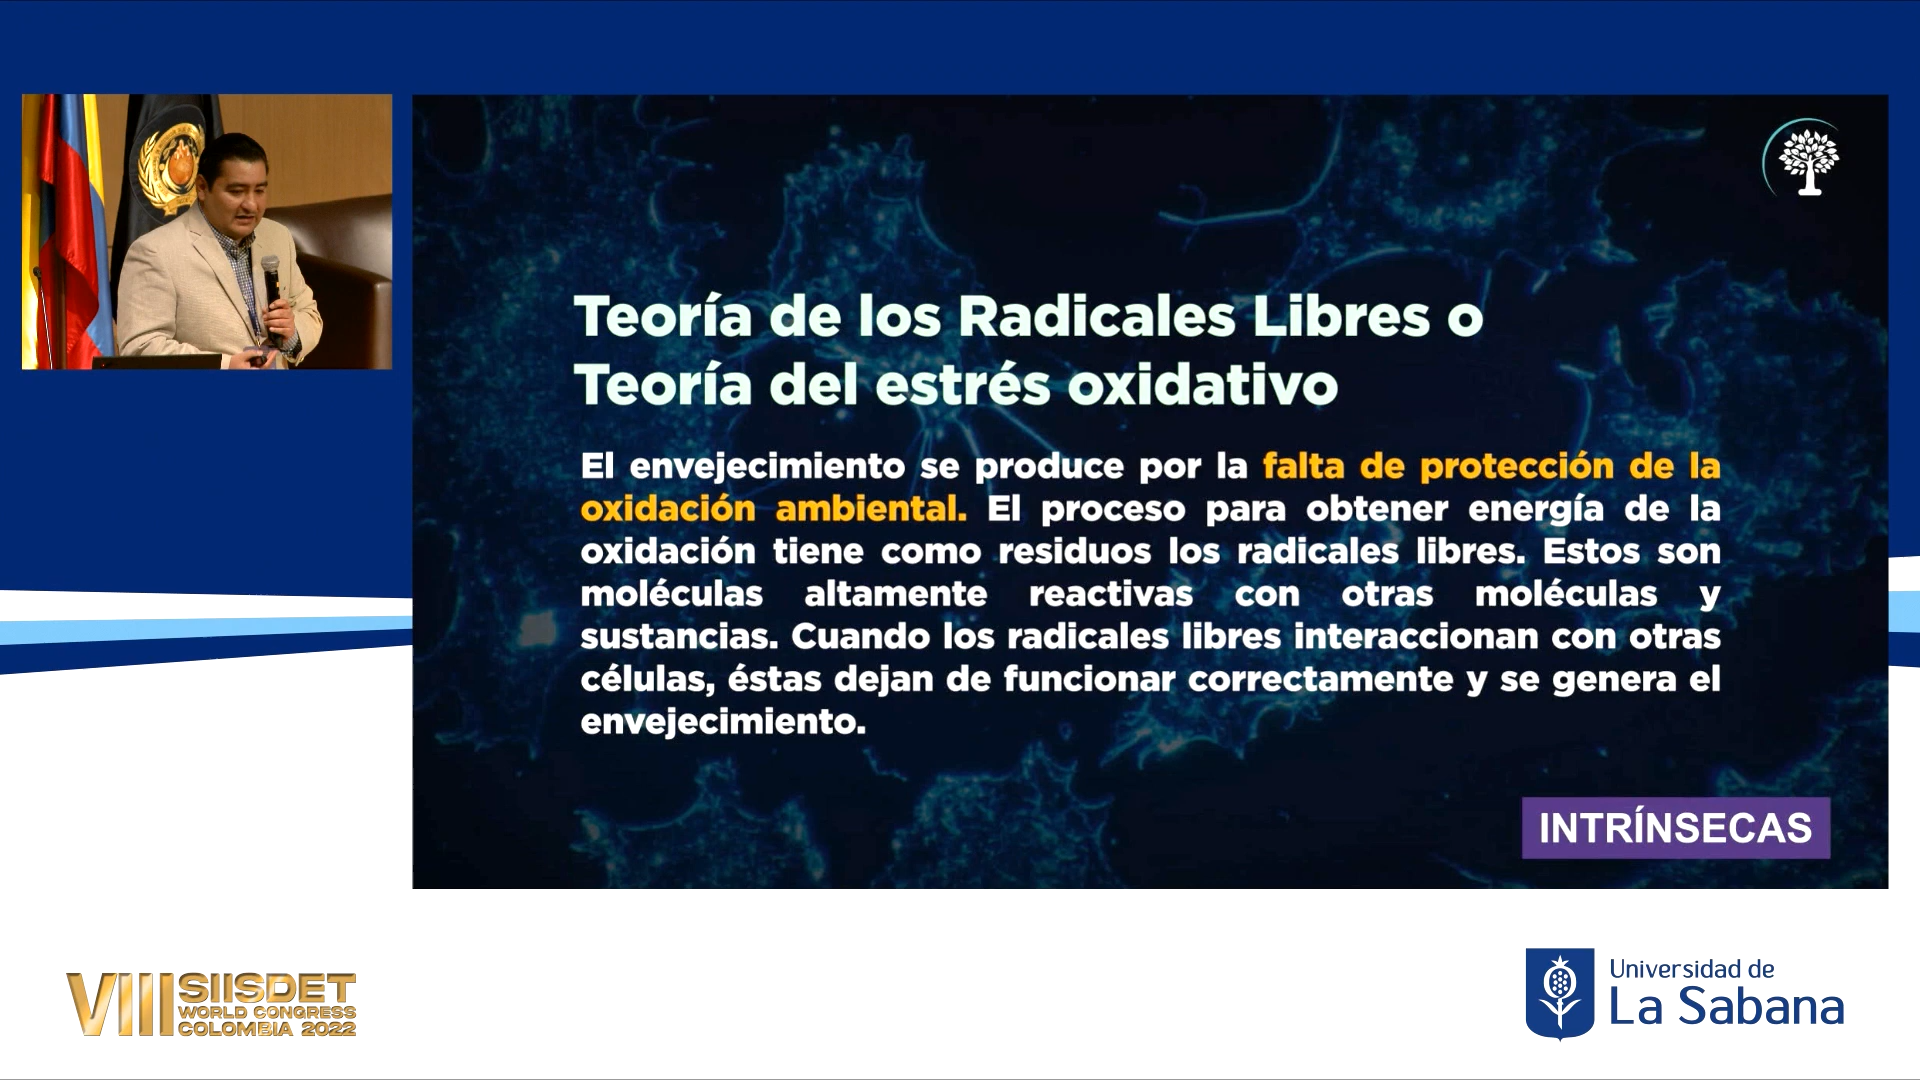 Teoría de los Radicales Libres o
Teoría del estrés oxidativo
El envejecimiento se produce por la falta de protección de la
oxidación ambiental. El proceso para obtener energía de la
oxidación tiene como residuos los radicales libres. Estos son
moléculas altamente reactivas con otras moléculas y
sustancias. Cuando los radicales libres interaccionan con otras
células, éstas dejan de funcionar correctamente y se genera el
envejecimiento.
INTRÍNSECAS
VIII SIISDET
WORLD CONGRESS
COLOMBIA 2022
Universidad de
La Sabana